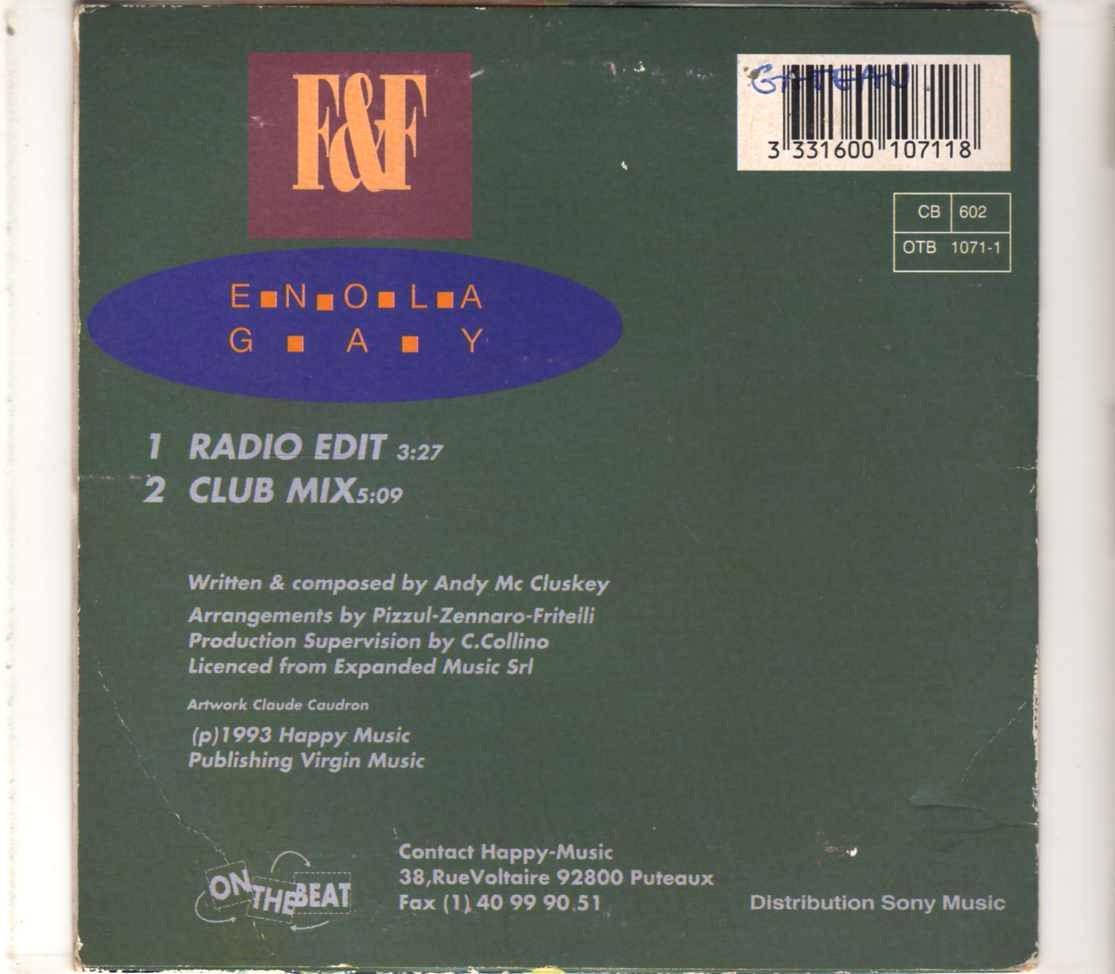 F&F
GATEAU
3 331600 107118
CB 602
OTB 1071-1
E■N■O■L■A
G■A■Y
1 RADIO EDIT 3:27
2 CLUB MIX5:09
Written & composed by Andy Mc Cluskey
Arrangements by Pizzul-Zennaro-Friteili
Production Supervision by C.Collino
Licenced from Expanded Music Srl
Artwork Claude Caudron
(p)1993 Happy Music
Publishing Virgin Music
ON THE BEAT
Contact Happy-Music
38,RueVoltaire 92800 Puteaux
Fax (1) 40 99 90.51
Distribution Sony Music